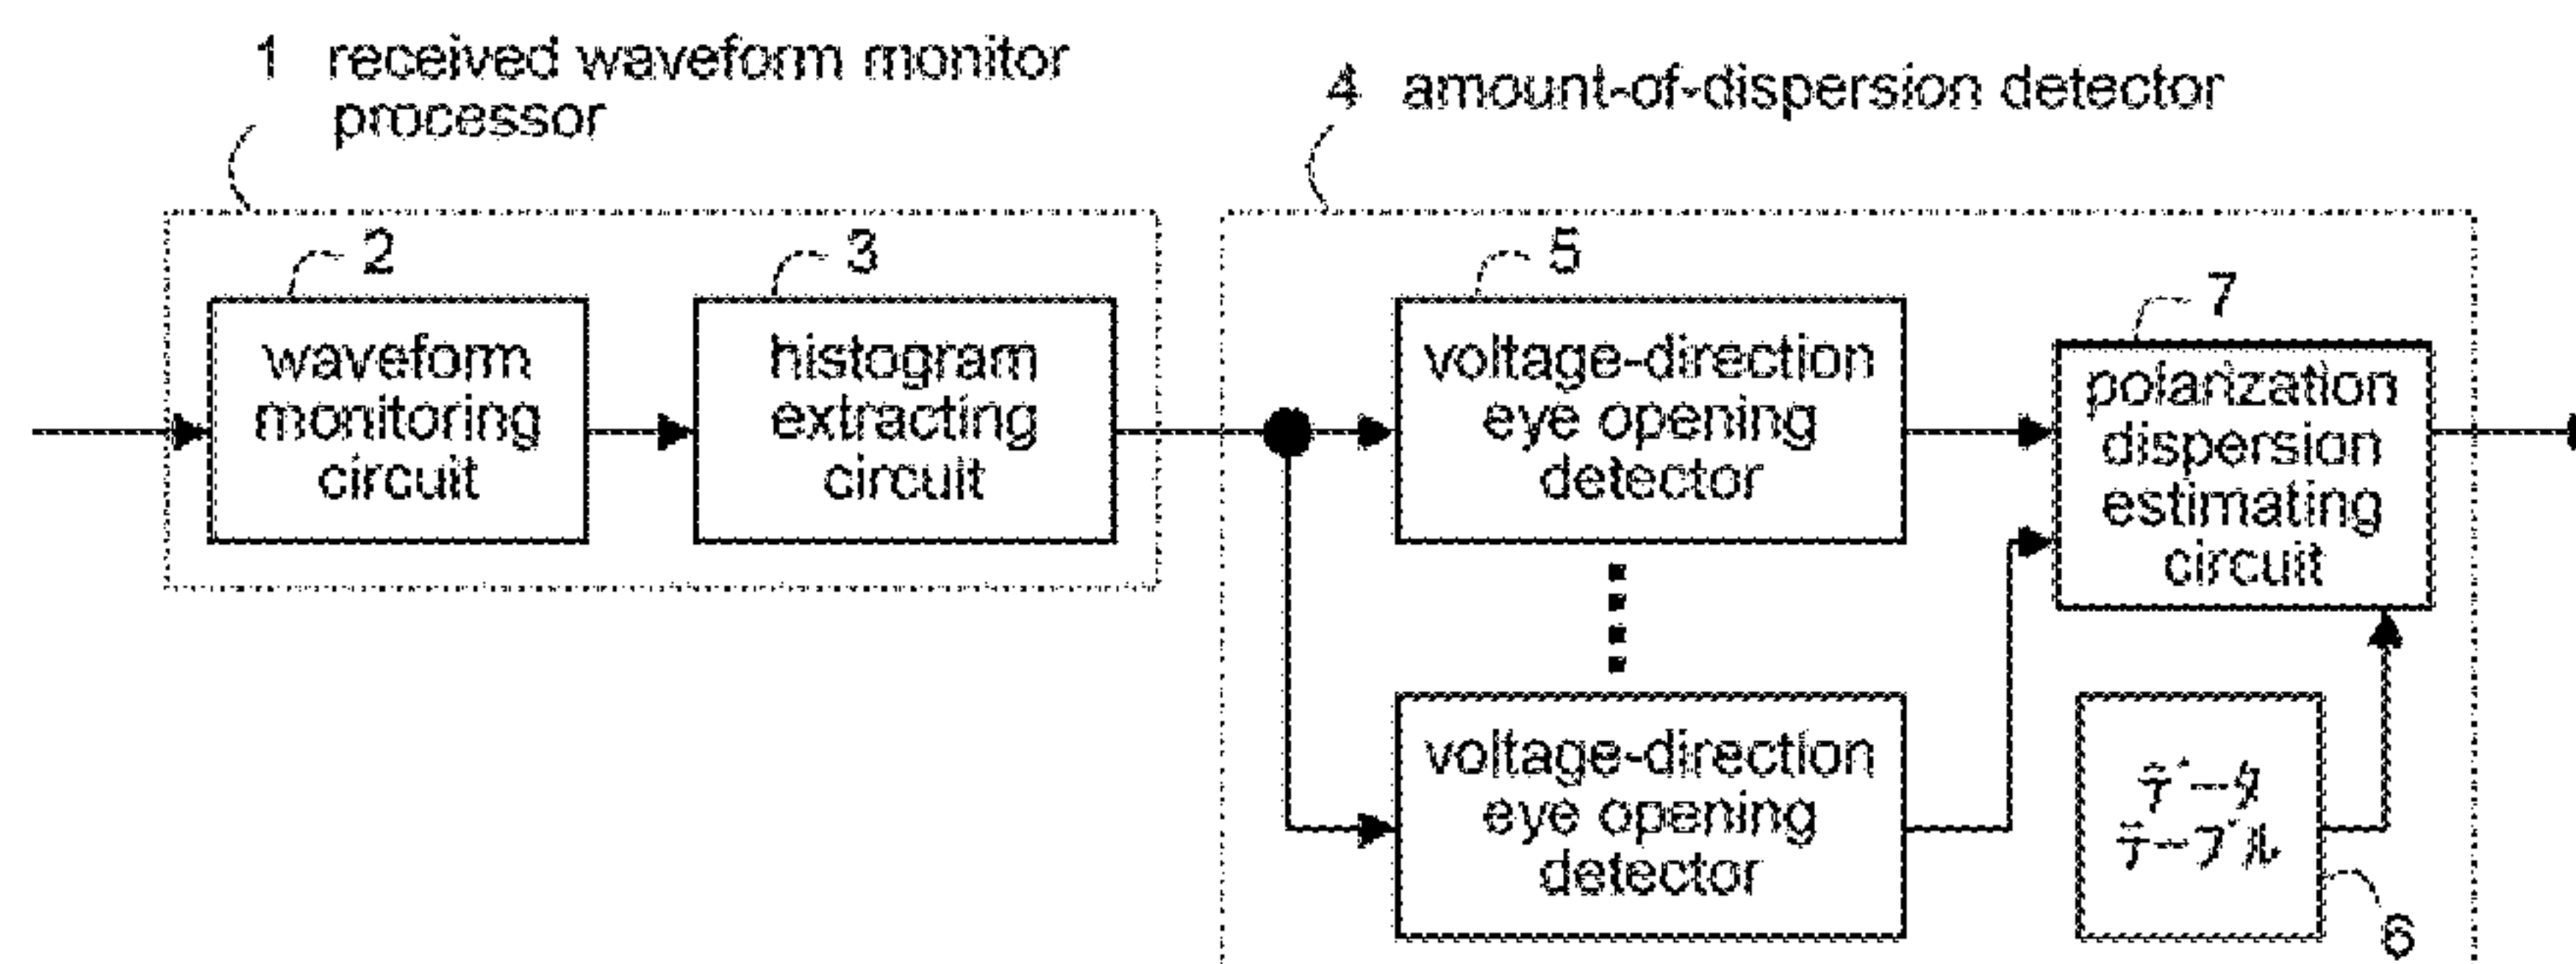 1 received waveform monitor
processor
4 amount-of-dispersion detector
2
3
5
7
waveform
monitoring
circuit
histogram
extracting
circuit
voltage-direction
eye opening
detector
polarization
dispersion
estimating
circuit
voltage-direction
eye opening
detector
データ
テーブル
6